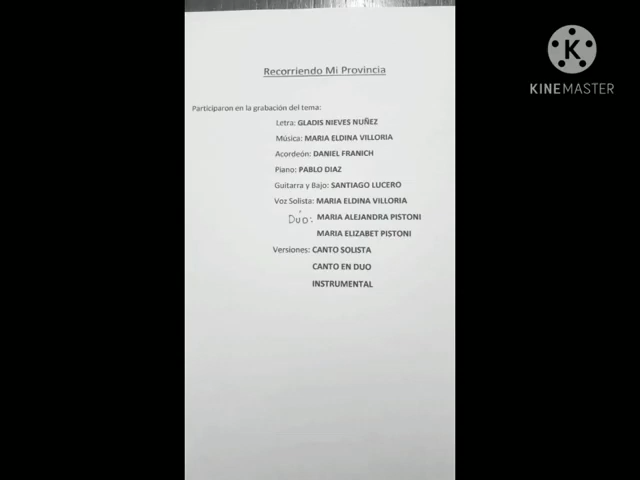 Recorriendo Mi Provincia
Participaron en la grabación del tema:
Letra: GLADIS NIEVES NUÑEZ
Música: MARIA ELDINA VILLORIA
Acordeón: DANIEL FRANICH
Piano: PABLO DIAZ
Guitarra y Bajo: SANTIAGO LUCERO
Voz Solista: MARIA ELDINA VILLORIA
Dúo: MARIA ALEJANDRA PISTONI
MARIA ELIZABET PISTONI
Versiones: CANTO SOLISTA
CANTO EN DUO
INSTRUMENTAL
K
KINEMASTER